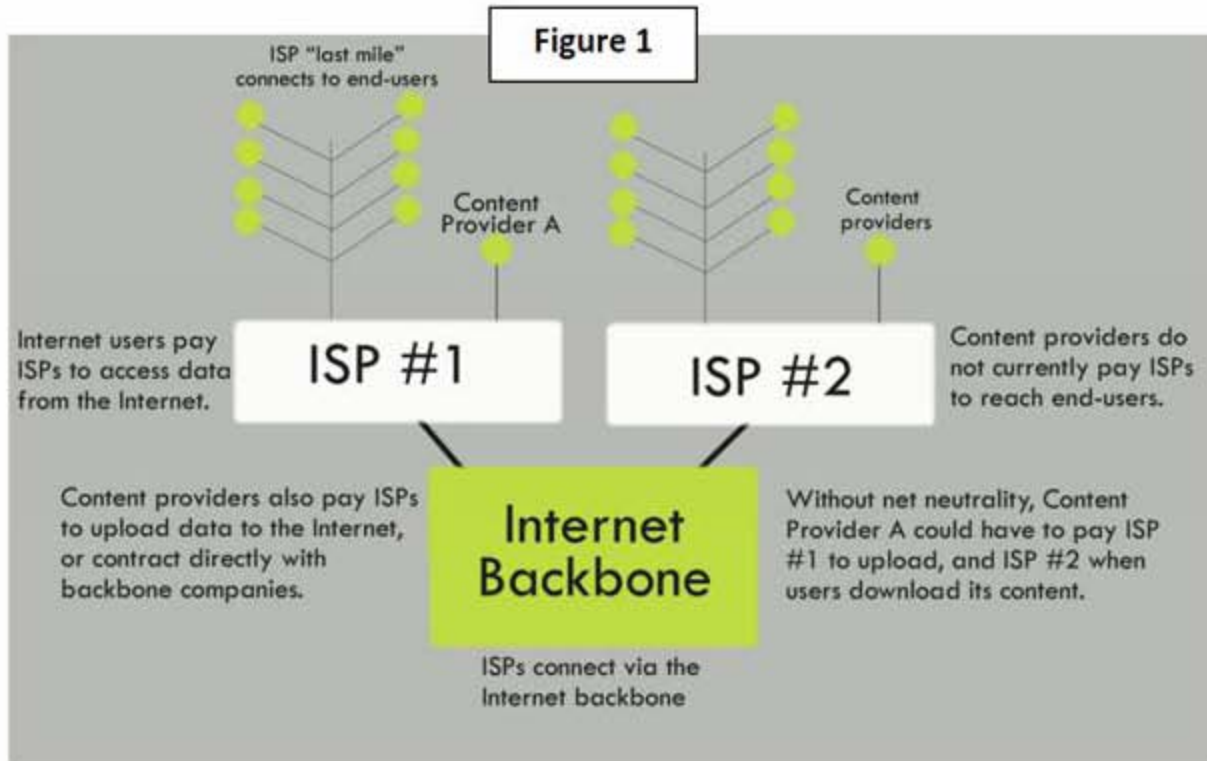 Figure 1
ISP “last mile”
connects to end-users
Content
Provider A
Content
providers
Internet users pay
ISPs to access data
from the Internet.
ISP #1
ISP #2
Content providers do
not currently pay ISPs
to reach end-users.
Content providers also pay ISPs
to upload data to the Internet,
or contract directly with
backbone companies.
Internet
Backbone
Without net neutrality, Content
Provider A could have to pay ISP
#1 to upload, and ISP #2 when
users download its content.
ISPs connect via the
Internet backbone